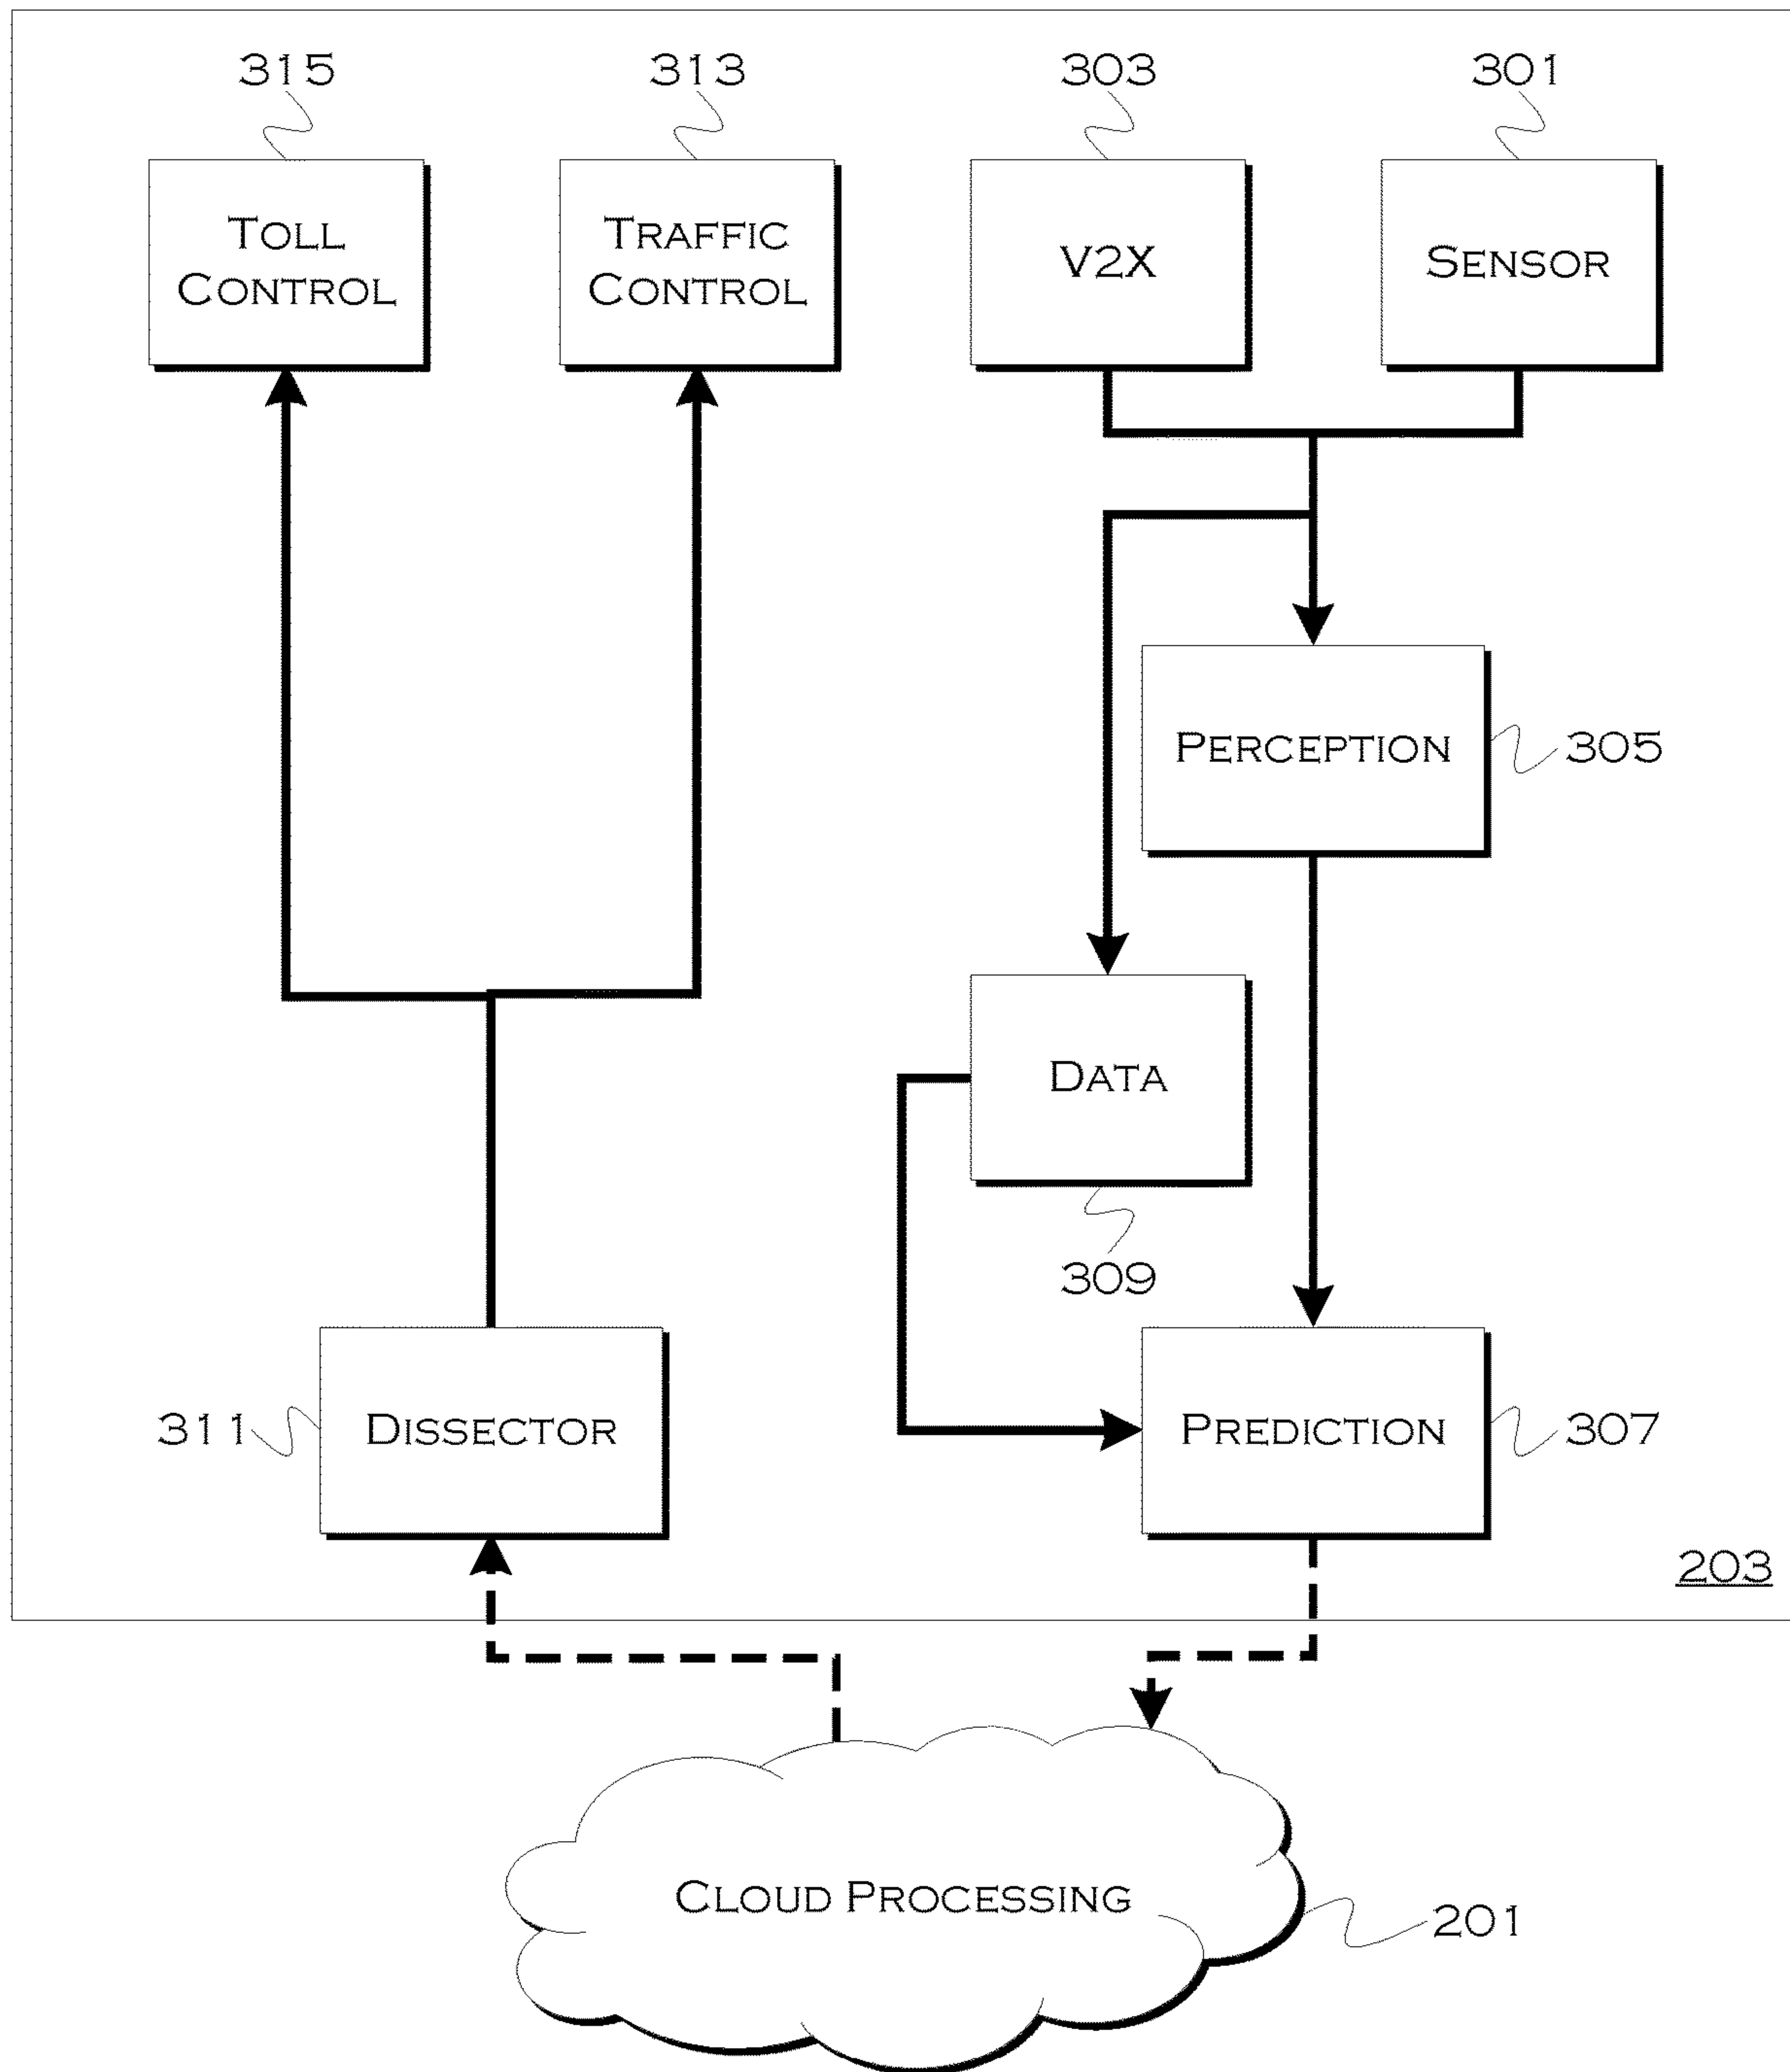 315
313
303
301
TOLL
CONTROL
TRAFFIC
CONTROL
V2X
SENSOR
PERCEPTION
305
DATA
309
311
DISSECTOR
PREDICTION
307
203
CLOUD PROCESSING
201